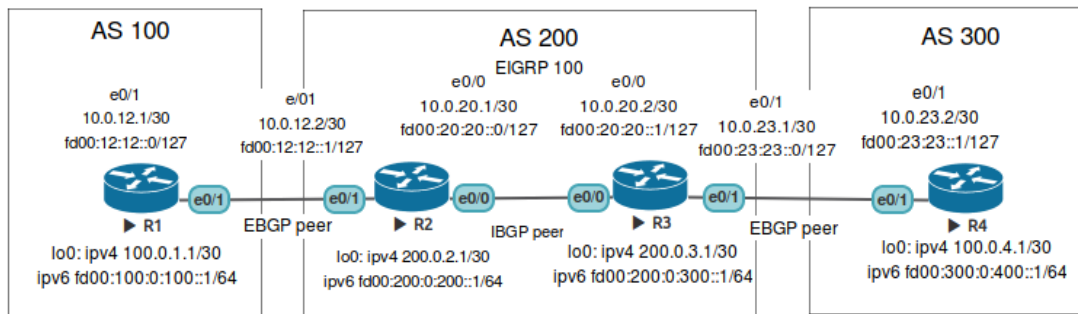 AS 100
AS 200
AS 300
EIGRP 100
e0/1
10.0.12.1/30
fd00:12:12::0/127
e/01
10.0.12.2/30
fd00:12:12::1/127
e0/0
10.0.20.1/30
fd00:20:20::0/127
e0/0
10.0.20.2/30
fd00:20:20::1/127
e0/1
10.0.23.1/30
fd00:23:23::0/127
e0/1
10.0.23.2/30
fd00:23:23::1/127
e0/1
e0/1
e0/0
e0/0
e0/1
e0/1
R1
EBGP peer
R2
IBGP peer
R3
EBGP peer
R4
lo0: ipv4 100.0.1.1/30
ipv6 fd00:100:0:100::1/64
lo0: ipv4 200.0.2.1/30
ipv6 fd00:200:0:200::1/64
lo0: ipv4 200.0.3.1/30
ipv6 fd00:200:0:300::1/64
lo0: ipv4 100.0.4.1/30
ipv6 fd00:300:0:400::1/64